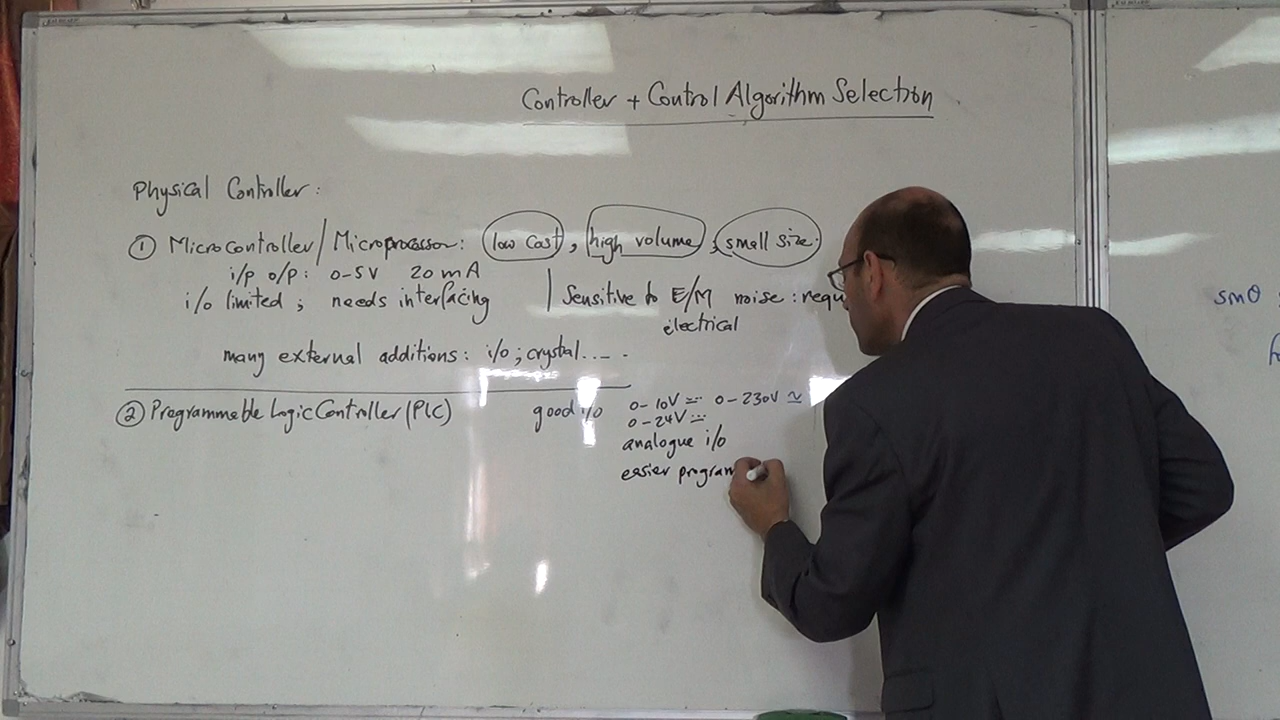 Controller + Control Algorithm Selection
Physical Controller:
① Microcontroller/Microprocessor: low cost, high volume, small size.
i/p o/p: 0-5V 20 mA
i/o limited; needs interfacing | Sensitive to E/M noise: requ
electrical
many external additions: i/o; crystal.....
② Programmable Logic Controller (PLC) good i/o 0-10V ⎓ 0-230V ≃
0-24V ⎓
analogue i/o
easier program
sinθ